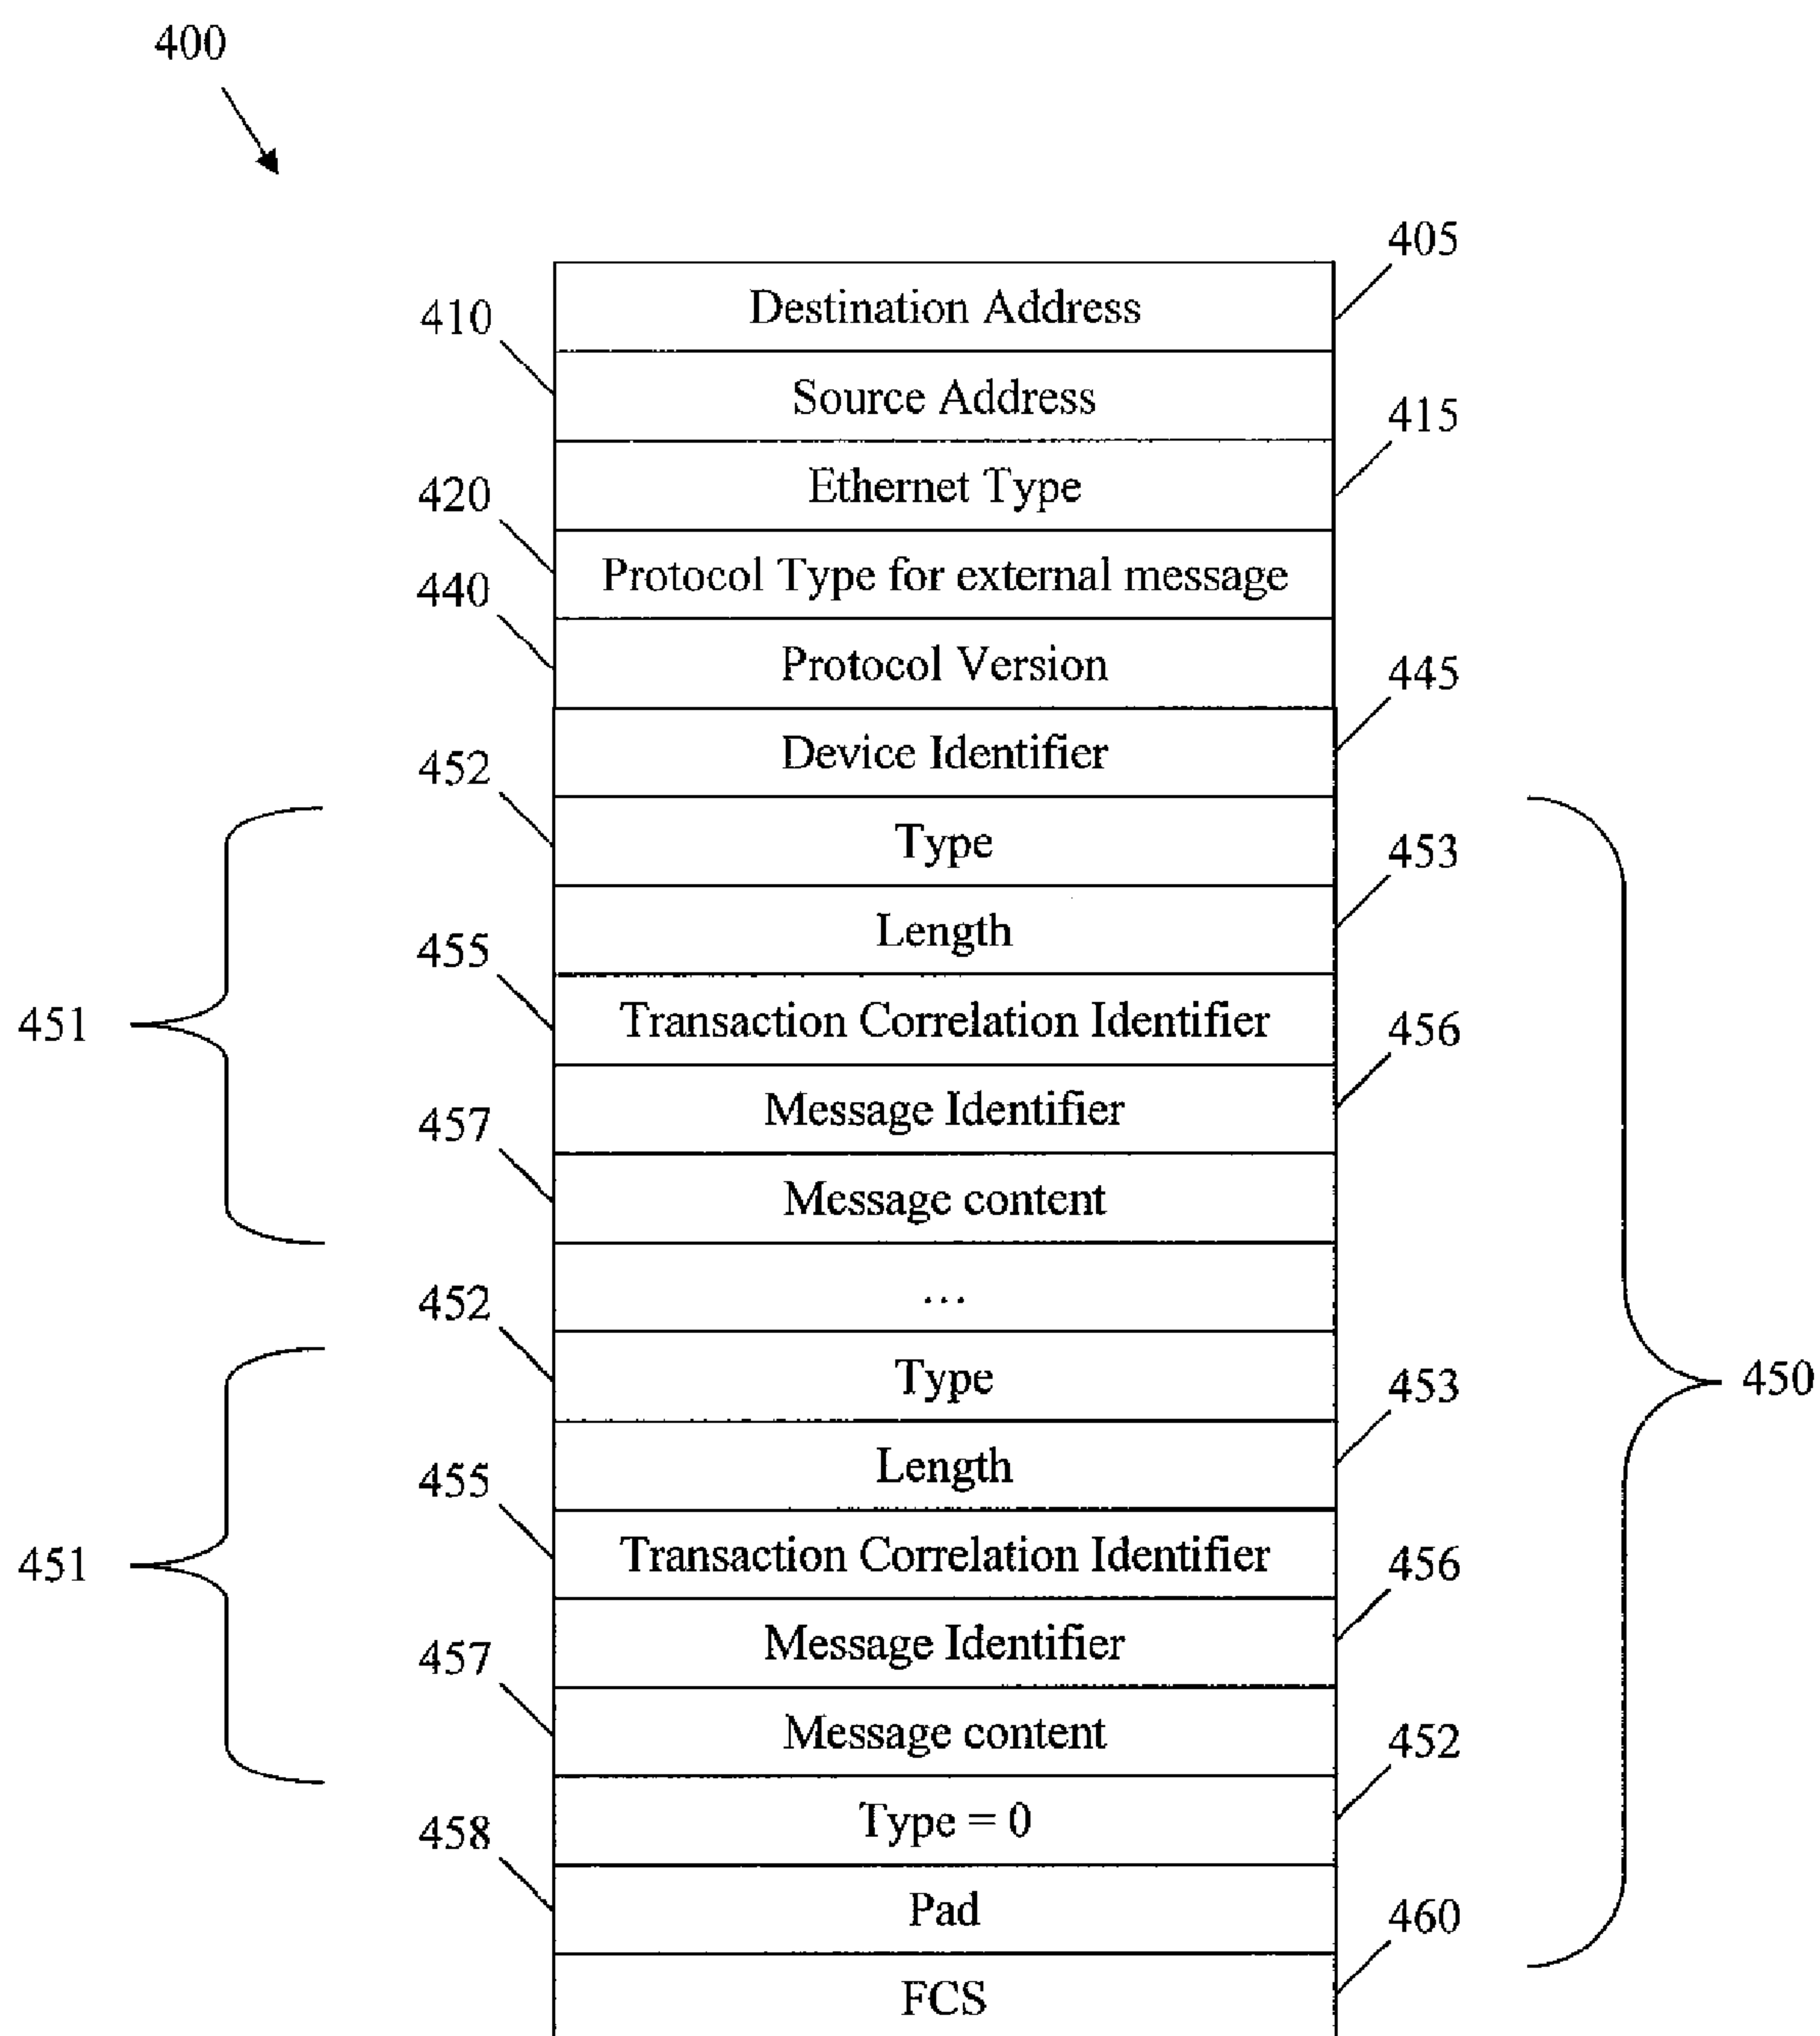 400
405
Destination Address
410
Source Address
415
Ethernet Type
420
Protocol Type for external message
440
Protocol Version
445
Device Identifier
452
Type
453
Length
455
Transaction Correlation Identifier
451
456
Message Identifier
457
Message content
...
452
Type
453
450
Length
455
Transaction Correlation Identifier
451
456
Message Identifier
457
Message content
452
Type = 0
458
Pad
460
FCS